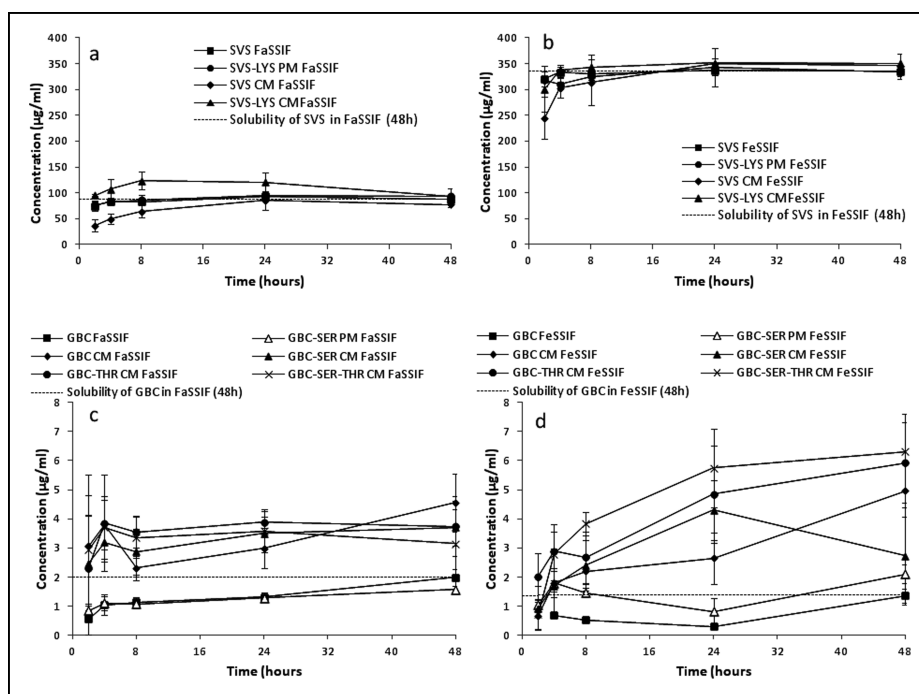 a
SVS FaSSIF
SVS-LYS PM FaSSIF
SVS CM FaSSIF
SVS-LYS CMFaSSIF
Solubility of SVS in FaSSIF (48h)
Concentration (µg/ml)
400
350
300
250
200
150
100
50
0
0 8 16 24 32 40 48
Time (hours)
b
SVS FeSSIF
SVS-LYS PM FeSSIF
SVS CM FeSSIF
SVS-LYS CMFeSSIF
Solubility of SVS in FeSSIF (48h)
Concentration (µg/ml)
400
350
300
250
200
150
100
50
0
0 8 16 24 32 40 48
Time (hours)
GBC FaSSIF GBC-SER PM FaSSIF
GBC CM FaSSIF GBC-SER CM FaSSIF
GBC-THR CM FaSSIF GBC-SER-THR CM FaSSIF
Solubility of GBC in FaSSIF (48h)
c
Concentration (µg/ml)
8
7
6
5
4
3
2
1
0
0 8 16 24 32 40 48
Time (hours
GBC FeSSIF GBC-SER PM FeSSIF
GBC CM FeSSIF GBC-SER CM FeSSIF
GBC-THR CM FeSSIF GBC-SER-THR CM FeSSIF
Solubility of GBC in FeSSIF (48h)
d
Concentration (µg/ml)
8
7
6
5
4
3
2
1
0
0 8 16 24 32 40 48
Time (hours